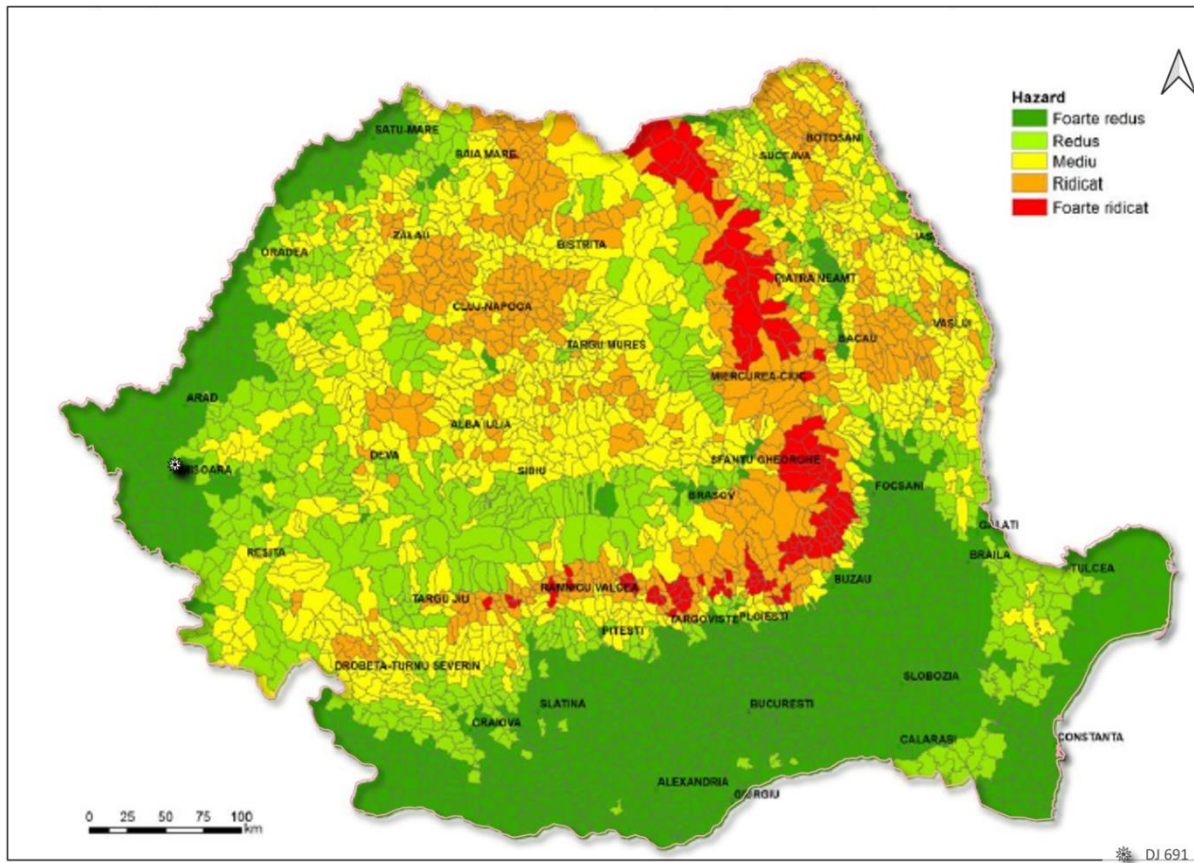 Hazard
Foarte redus
Redus
Mediu
Ridicat
Foarte ridicat
SATU-MARE
BAIA MARE
BOTOSANI
SUCEAVA
ZALAU
BISTRITA
ORADEA
IAS
PIATRA NEAMT
CLUJ-NAPOCA
TARGU MURES
BACAU
VASLUI
MIERCUREA-CIUC
ARAD
ALBA IULIA
DEVA
SIBIU
SFANTU GHEORGHE
MISOARA
BRASOV
FOCSANI
GALATI
RESITA
BRAILA
TULCEA
BUZAU
TARGU JIU
RAMNICU VALCEA
TARGOVISTE
PLOIESTI
PITESTI
DROBETA-TURNU SEVERIN
SLOBOZIA
SLATINA
BUCURESTI
CRAIOVA
CALARASI
CONSTANTA
ALEXANDRIA
GIURGIU
0 25 50 75 100
km
DJ 691